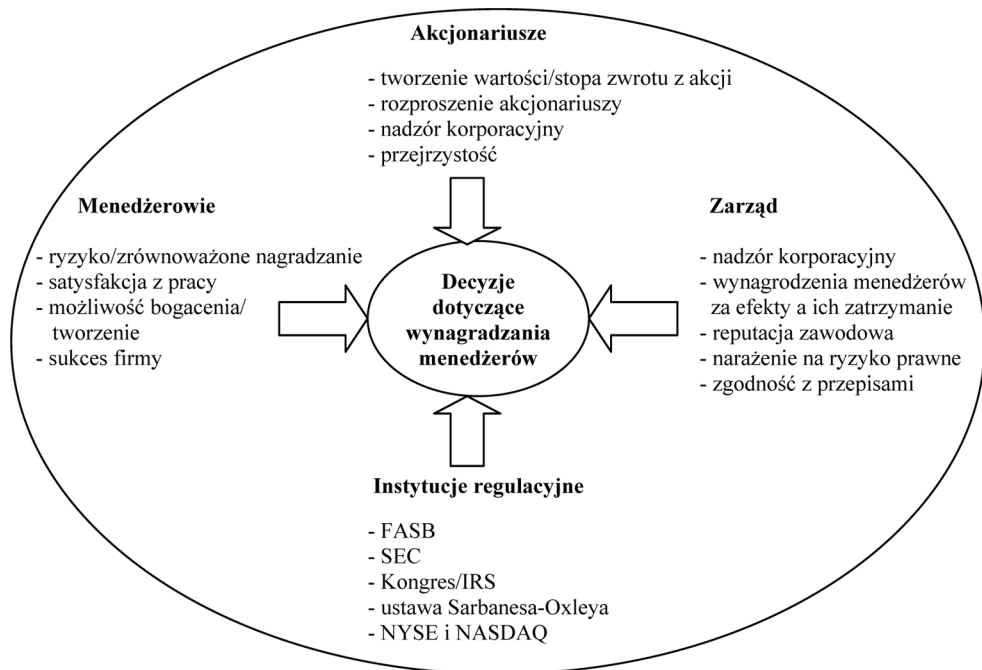 Akcjonariusze
- tworzenie wartości/stopa zwrotu z akcji
- rozproszenie akcjonariuszy
- nadzór korporacyjny
- przejrzystość
Menedżerowie
- ryzyko/zrównoważone nagradzanie
- satysfakcja z pracy
- możliwość bogacenia/
tworzenie
- sukces firmy
Decyzje
dotyczące
wynagradzania
menedżerów
Zarząd
- nadzór korporacyjny
- wynagrodzenia menedżerów
za efekty a ich zatrzymanie
- reputacja zawodowa
- narażenie na ryzyko prawne
- zgodność z przepisami
Instytucje regulacyjne
- FASB
- SEC
- Kongres/IRS
- ustawa Sarbanesa-Oxleya
- NYSE i NASDAQ